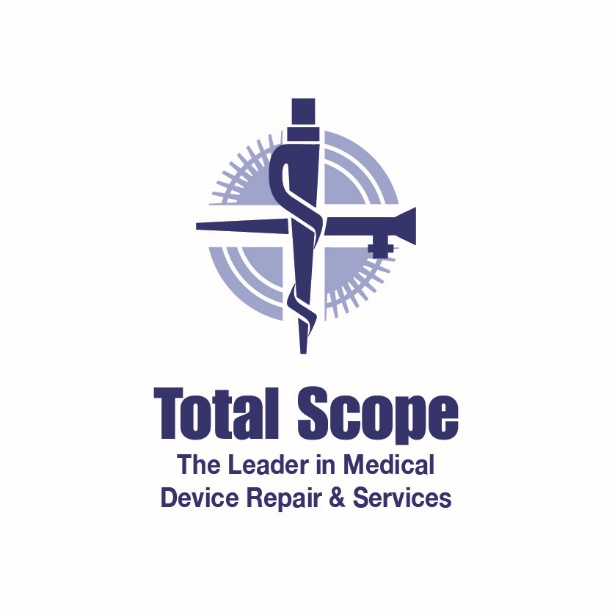 Total Scope
The Leader in Medical
Device Repair & Services